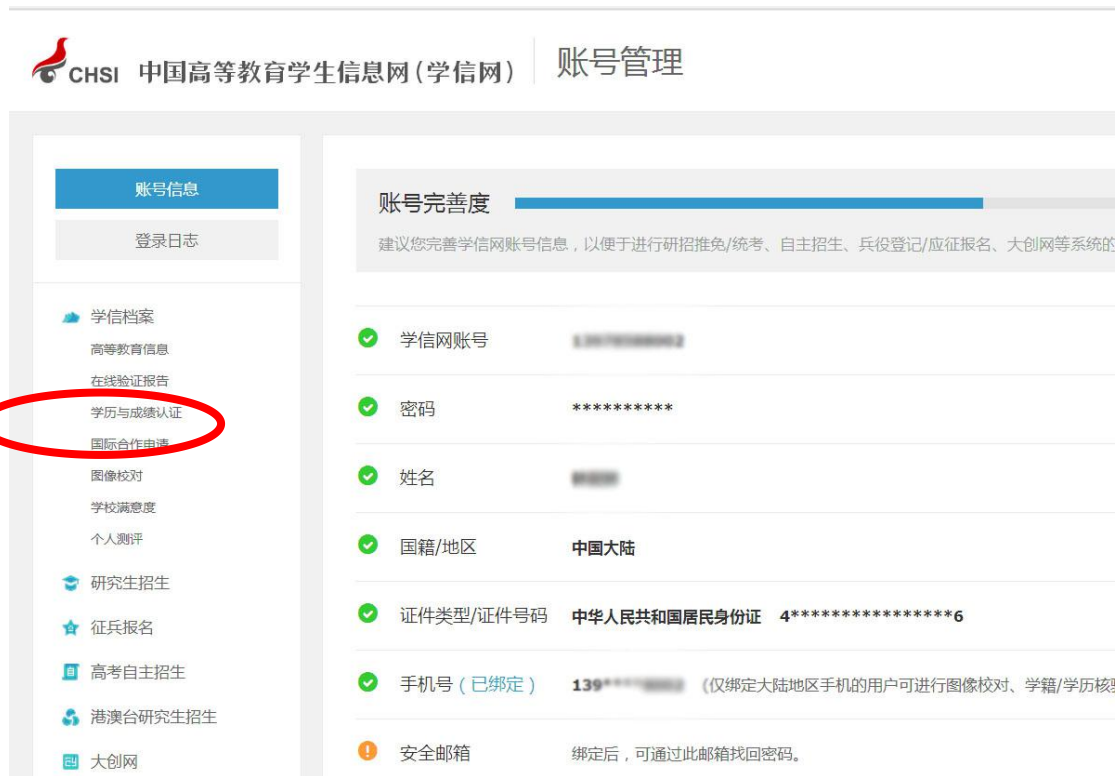 CHSI 中国高等教育学生信息网(学信网) 账号管理
账号信息
登录日志
学信档案
高等教育信息
在线验证报告
学历与成绩认证
国际合作申请
图像校对
学校满意度
个人测评
研究生招生
征兵报名
高考自主招生
港澳台研究生招生
大创网
账号完善度
建议您完善学信网账号信息，以便于进行研招推免/统考、自主招生、兵役登记/应征报名、大创网等系统的
学信网账号
密码 **********
姓名
国籍/地区 中国大陆
证件类型/证件号码 中华人民共和国居民身份证 4****************6
手机号（已绑定） 139**** （仅绑定大陆地区手机的用户可进行图像校对、学籍/学历核验
安全邮箱 绑定后，可通过此邮箱找回密码。